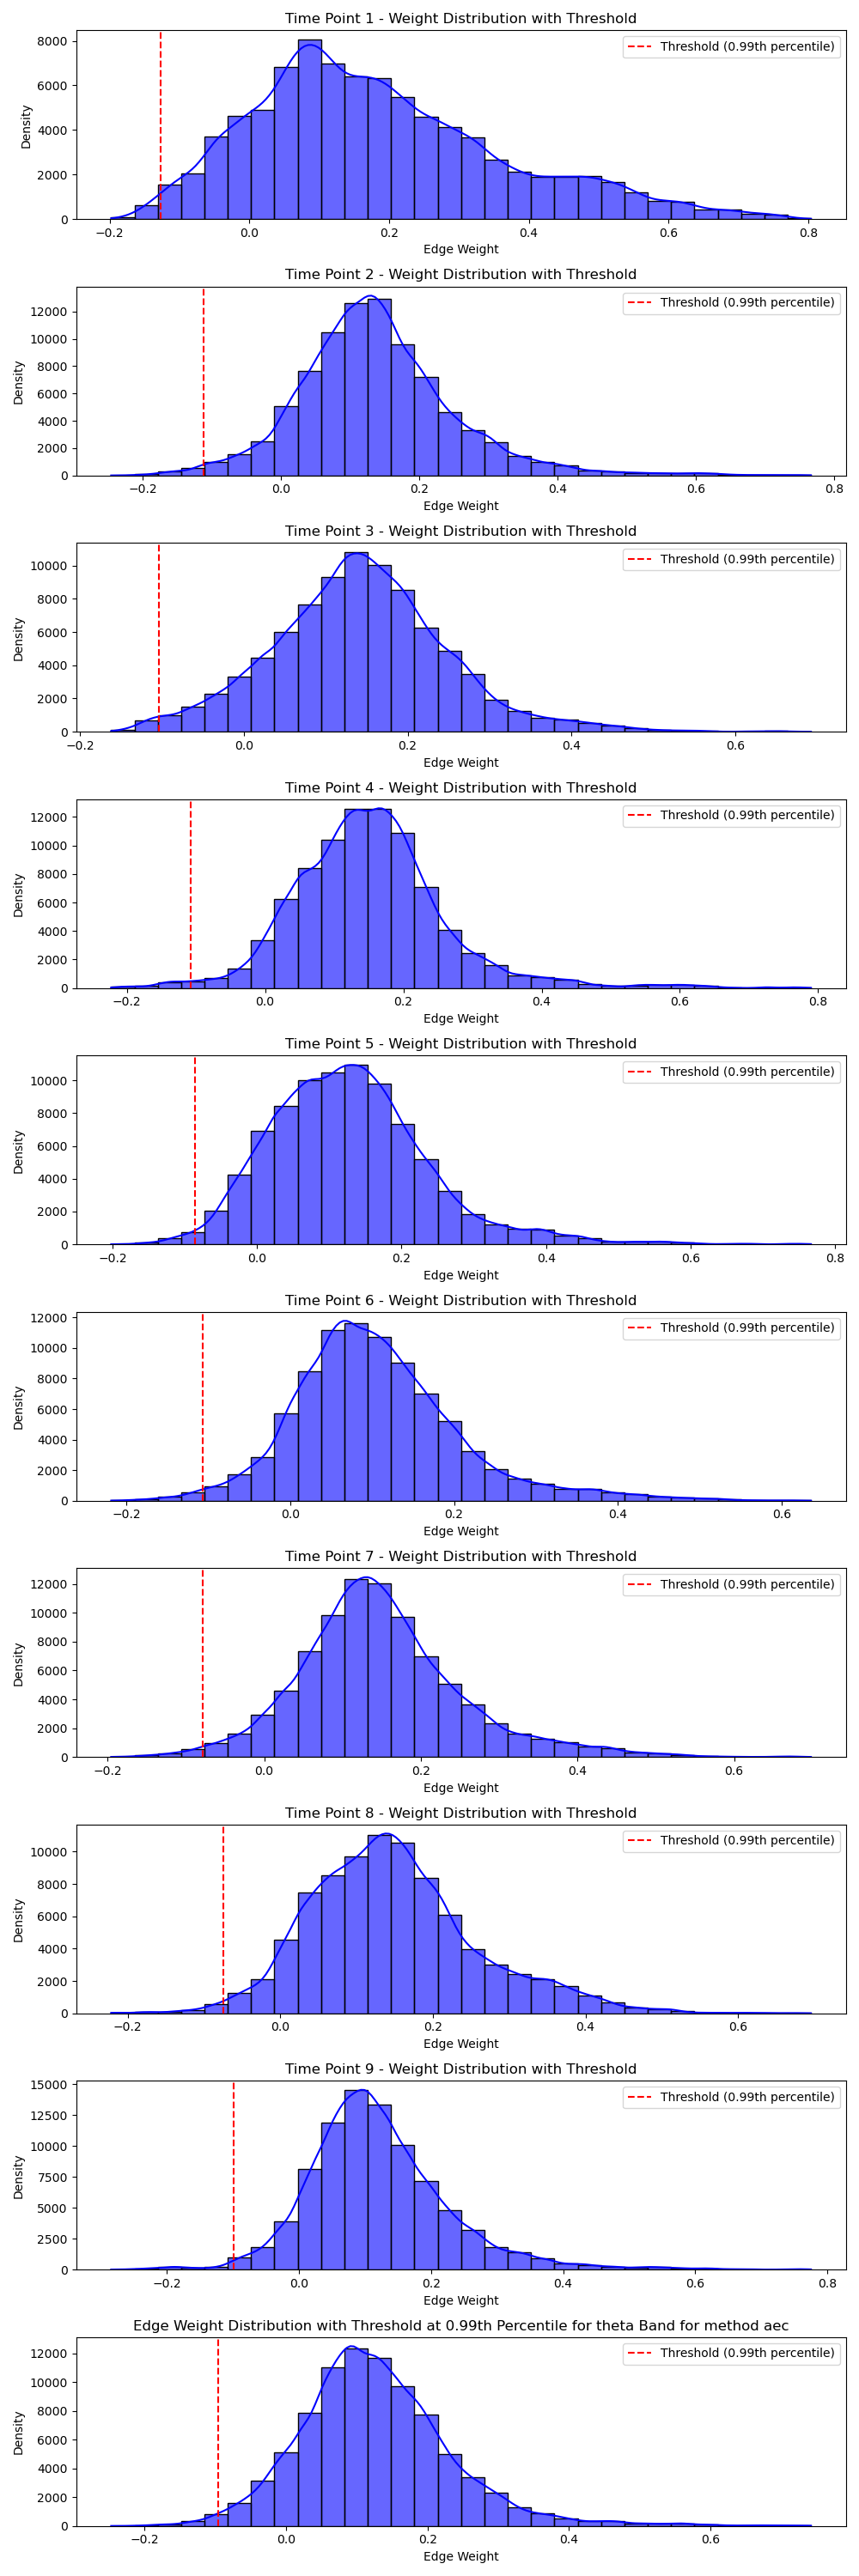 Time Point 1 - Weight Distribution with Threshold
Threshold (0.99th percentile)
Density
8000
6000
4000
2000
0
−0.2 0.0 0.2 0.4 0.6 0.8
Edge Weight
Time Point 2 - Weight Distribution with Threshold
Threshold (0.99th percentile)
Density
12000
10000
8000
6000
4000
2000
0
−0.2 0.0 0.2 0.4 0.6 0.8
Edge Weight
Time Point 3 - Weight Distribution with Threshold
Threshold (0.99th percentile)
Density
10000
8000
6000
4000
2000
0
−0.2 0.0 0.2 0.4 0.6
Edge Weight
Time Point 4 - Weight Distribution with Threshold
Threshold (0.99th percentile)
Density
12000
10000
8000
6000
4000
2000
0
−0.2 0.0 0.2 0.4 0.6 0.8
Edge Weight
Time Point 5 - Weight Distribution with Threshold
Threshold (0.99th percentile)
Density
10000
8000
6000
4000
2000
0
−0.2 0.0 0.2 0.4 0.6 0.8
Edge Weight
Time Point 6 - Weight Distribution with Threshold
Threshold (0.99th percentile)
Density
12000
10000
8000
6000
4000
2000
0
−0.2 0.0 0.2 0.4 0.6
Edge Weight
Time Point 7 - Weight Distribution with Threshold
Threshold (0.99th percentile)
Density
12000
10000
8000
6000
4000
2000
0
−0.2 0.0 0.2 0.4 0.6
Edge Weight
Time Point 8 - Weight Distribution with Threshold
Threshold (0.99th percentile)
Density
10000
8000
6000
4000
2000
0
−0.2 0.0 0.2 0.4 0.6
Edge Weight
Time Point 9 - Weight Distribution with Threshold
Threshold (0.99th percentile)
Density
15000
12500
10000
7500
5000
2500
0
−0.2 0.0 0.2 0.4 0.6 0.8
Edge Weight
Edge Weight Distribution with Threshold at 0.99th Percentile for theta Band for method aec
Threshold (0.99th percentile)
Density
12000
10000
8000
6000
4000
2000
0
−0.2 0.0 0.2 0.4 0.6
Edge Weight